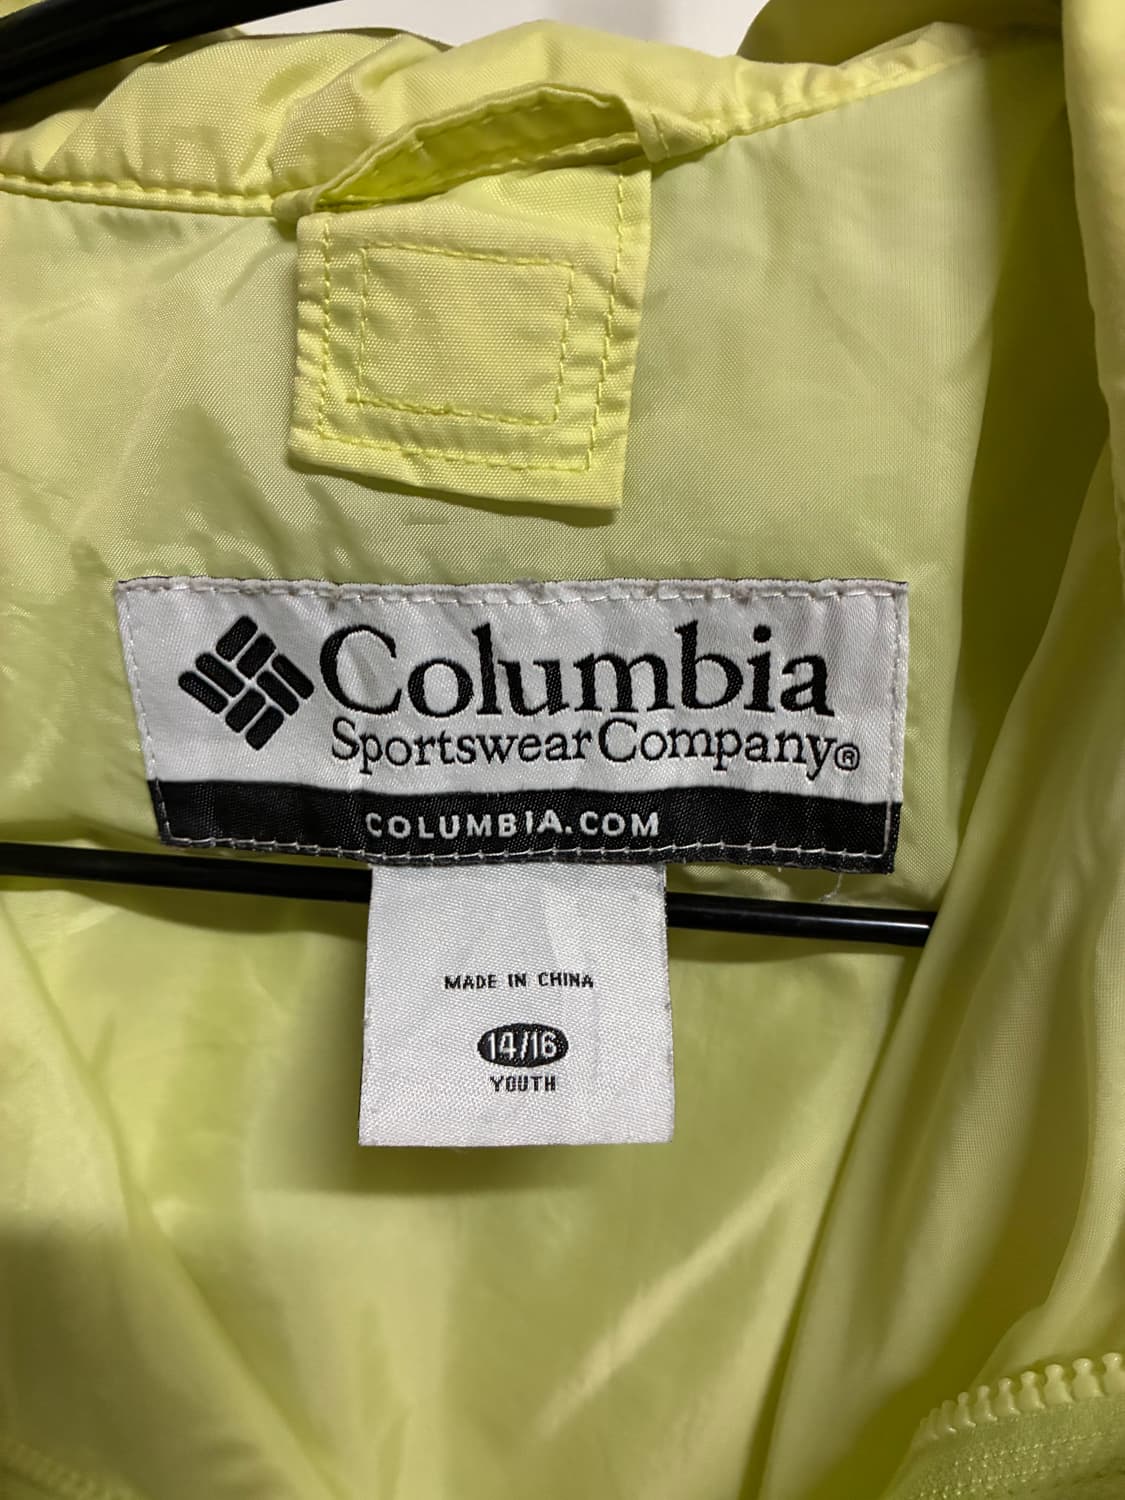 Columbia
Sportswear Company®
COLUMBIA.COM
MADE IN CHINA
14/16
YOUTH